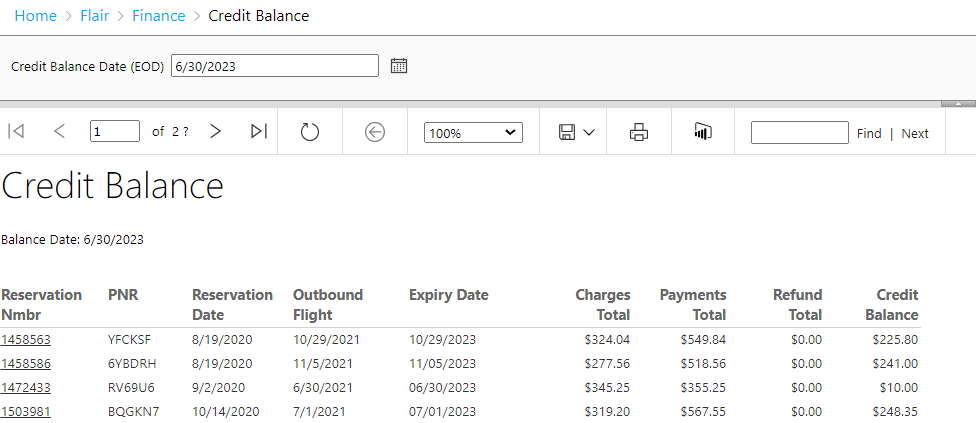 Home > Flair > Finance > Credit Balance
Credit Balance Date (EOD) 6/30/2023
1 of 2 ? 100% Find | Next
Credit Balance
Balance Date: 6/30/2023
Reservation Nmbr PNR Reservation Date Outbound Flight Expiry Date Charges Total Payments Total Refund Total Credit Balance
1458563 YFCKSF 8/19/2020 10/29/2021 10/29/2023 $324.04 $549.84 $0.00 $225.80
1458586 6YBDRH 8/19/2020 11/5/2021 11/05/2023 $277.56 $518.56 $0.00 $241.00
1472433 RV69U6 9/2/2020 6/30/2021 06/30/2023 $345.25 $355.25 $0.00 $10.00
1503981 BQGKN7 10/14/2020 7/1/2021 07/01/2023 $319.20 $567.55 $0.00 $248.35